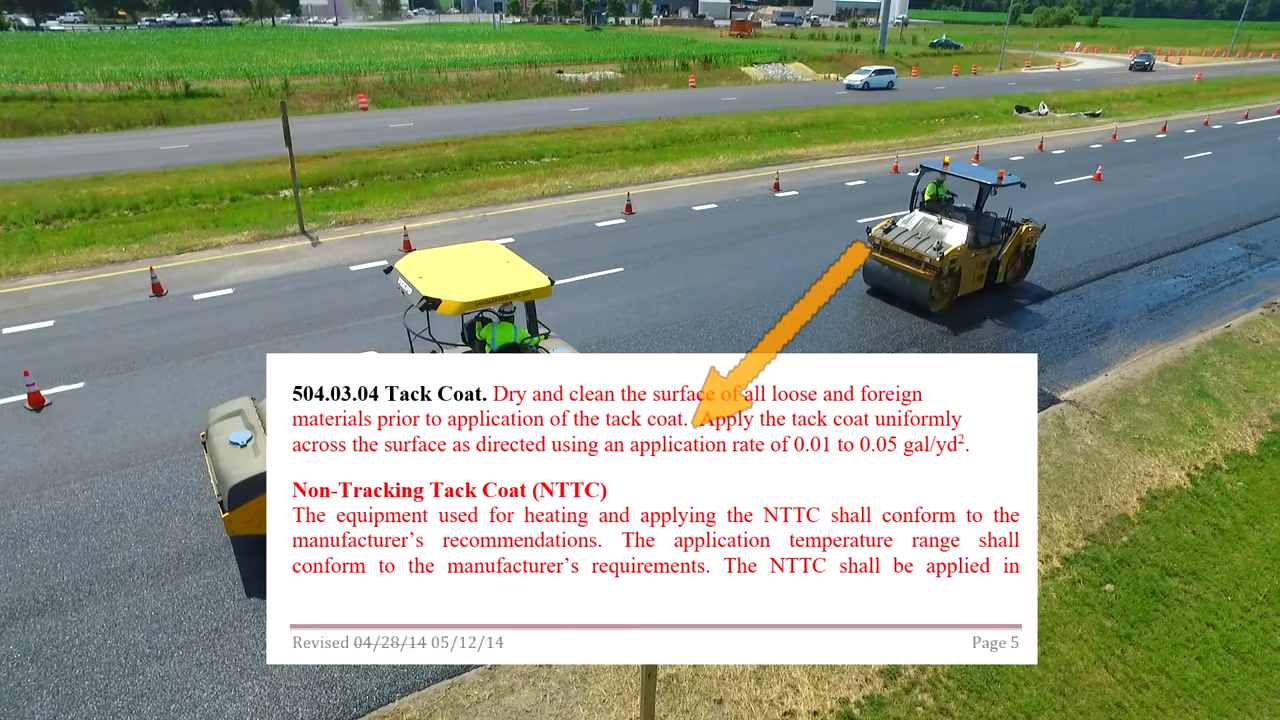 504.03.04 Tack Coat. Dry and clean the surface of all loose and foreign
materials prior to application of the tack coat. Apply the tack coat uniformly
across the surface as directed using an application rate of 0.01 to 0.05 gal/yd².
Non-Tracking Tack Coat (NTTC)
The equipment used for heating and applying the NTTC shall conform to the
manufacturer's recommendations. The application temperature range shall
conform to the manufacturer's requirements. The NTTC shall be applied in
Revised 04/28/14 05/12/14
Page 5